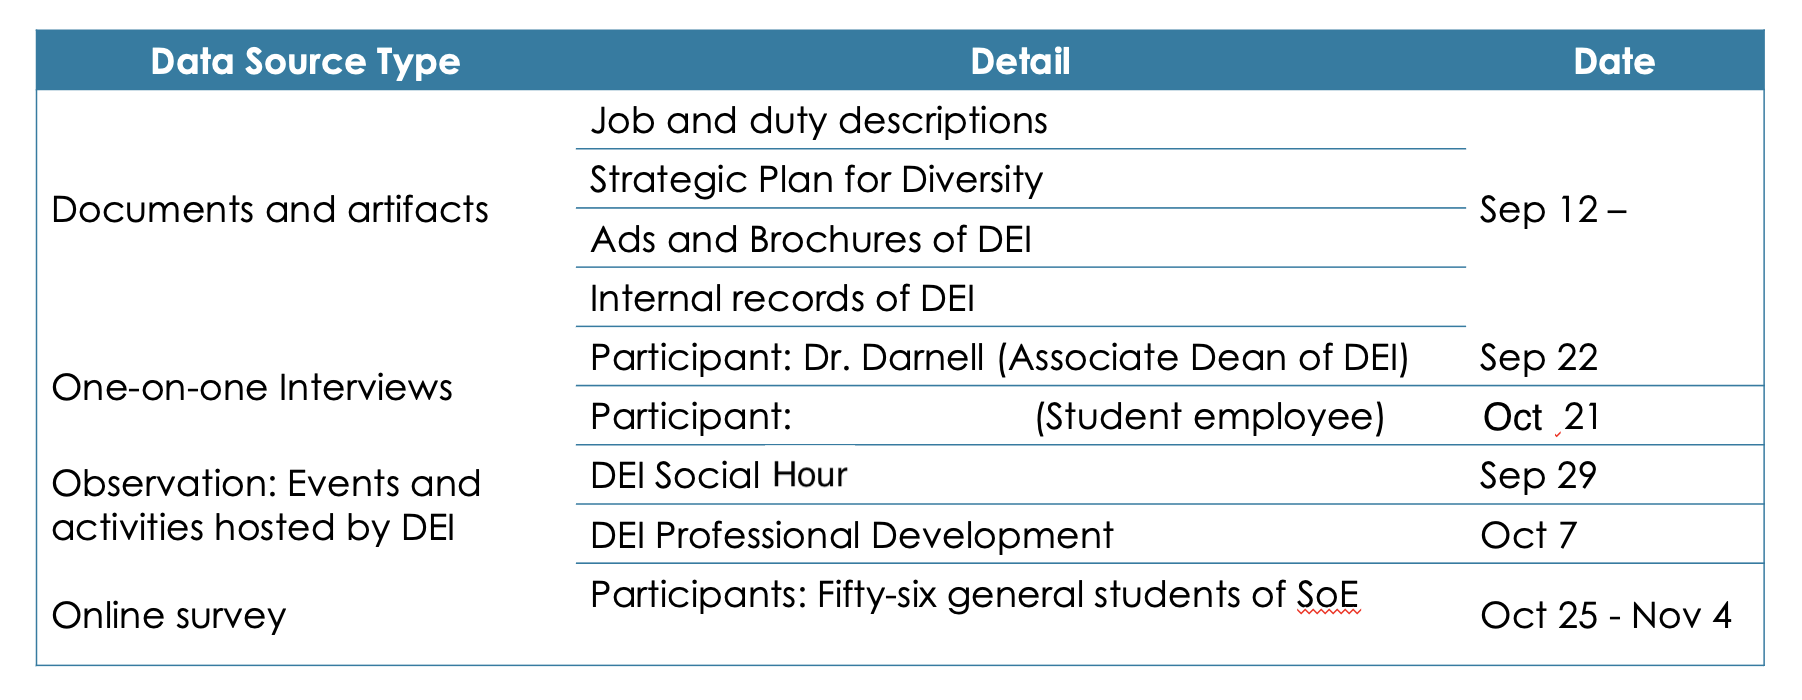 Data Source Type Detail Date
Documents and artifacts
Job and duty descriptions
Strategic Plan for Diversity
Ads and Brochures of DEI
Internal records of DEI
Sep 12 –
One-on-one Interviews
Participant: Dr. Darnell (Associate Dean of DEI) Sep 22
Participant: (Student employee) Oct 21
Observation: Events and
activities hosted by DEI
DEI Social Hour Sep 29
DEI Professional Development Oct 7
Online survey
Participants: Fifty-six general students of SoE
Oct 25 - Nov 4